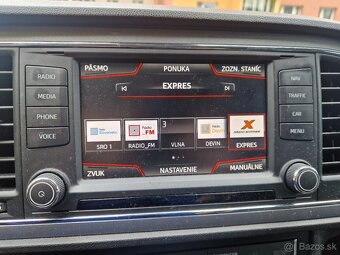 PÁSMO PONUKA ZOZN. STANÍC
RADIO
EXPRES
NAV
MEDIA
TRAFFIC
PHONE
3
CAR
VOICE
MENU
SRO 1 RADIO_FM VLNA DEVIN EXPRES
ZVUK NASTAVENIE MANUÁLNE
© Bazos.sk